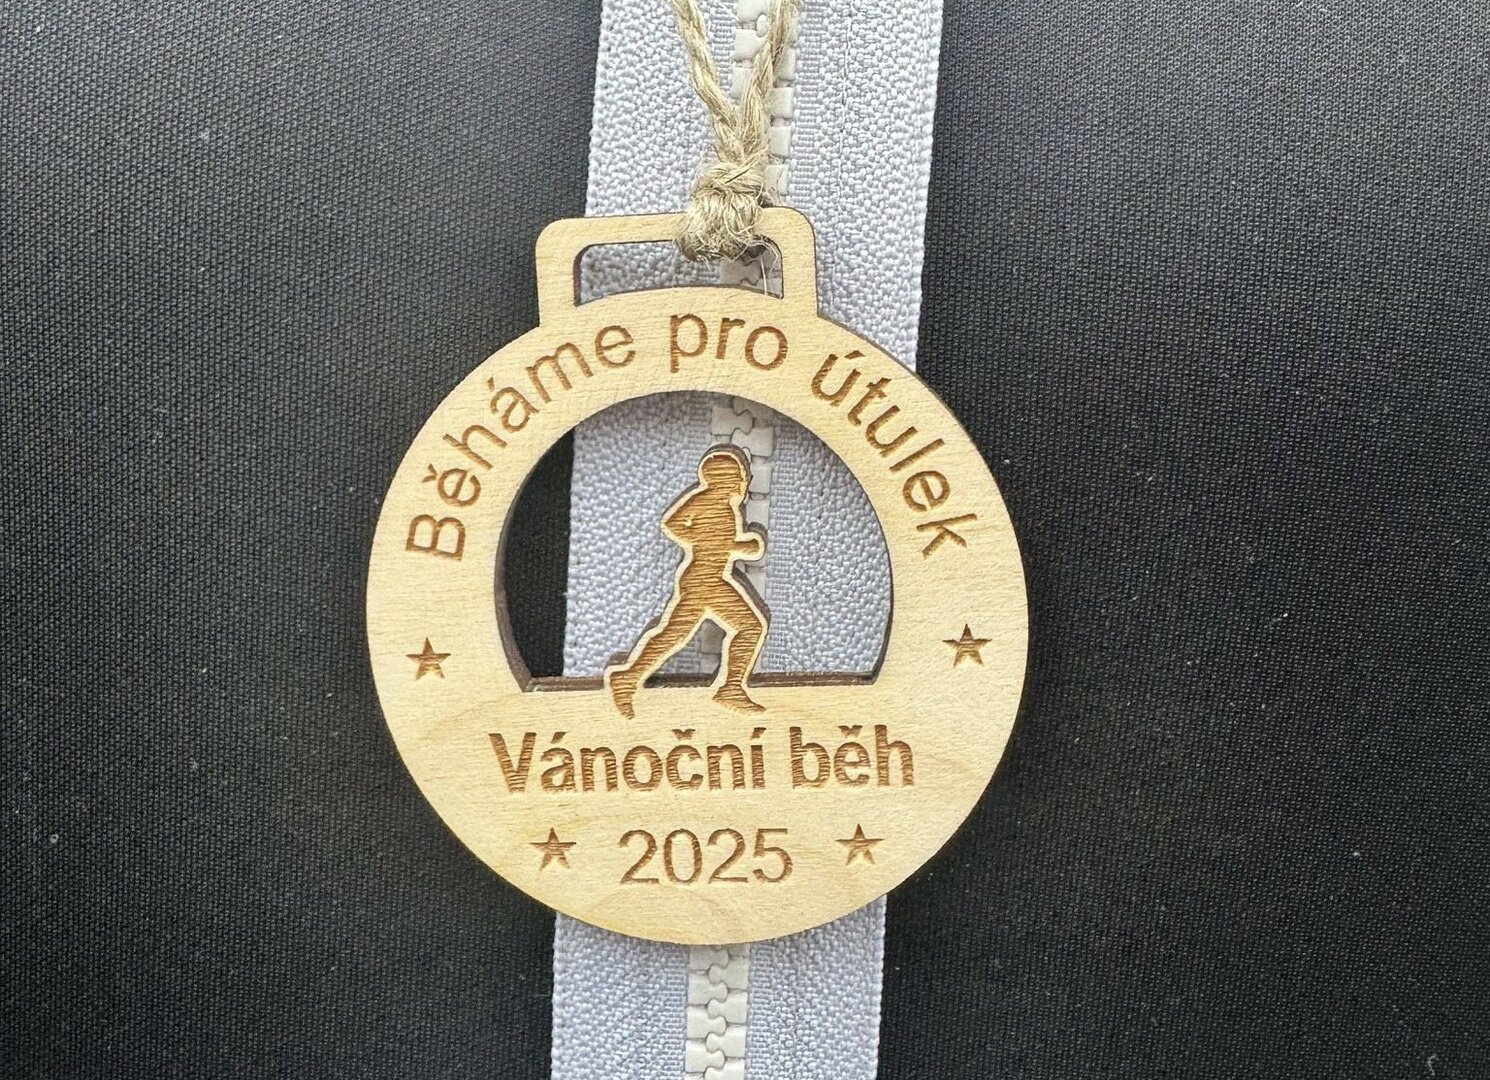 Běháme pro útulek
Vánoční běh
2025